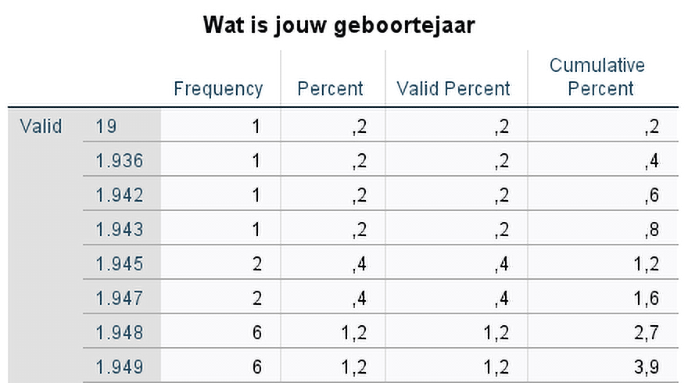 Wat is jouw geboortejaar
Frequency Percent Valid Percent Cumulative Percent
Valid 19 1 ,2 ,2 ,2
1.936 1 ,2 ,2 ,4
1.942 1 ,2 ,2 ,6
1.943 1 ,2 ,2 ,8
1.945 2 ,4 ,4 1,2
1.947 2 ,4 ,4 1,6
1.948 6 1,2 1,2 2,7
1.949 6 1,2 1,2 3,9